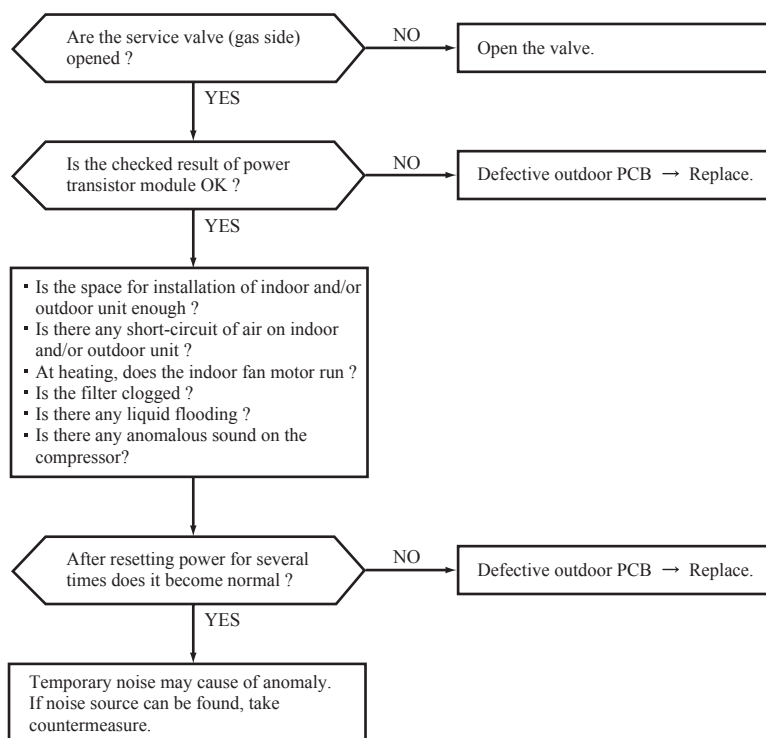 Are the service valve (gas side)
opened ?
NO
Open the valve.
YES
Is the checked result of power
transistor module OK ?
NO
Defective outdoor PCB → Replace.
YES
▪ Is the space for installation of indoor and/or
outdoor unit enough ?
▪ Is there any short-circuit of air on indoor
and/or outdoor unit ?
▪ At heating, does the indoor fan motor run ?
▪ Is the filter clogged ?
▪ Is there any liquid flooding ?
▪ Is there any anomalous sound on the
compressor?
After resetting power for several
times does it become normal ?
NO
Defective outdoor PCB → Replace.
YES
Temporary noise may cause of anomaly.
If noise source can be found, take
countermeasure.